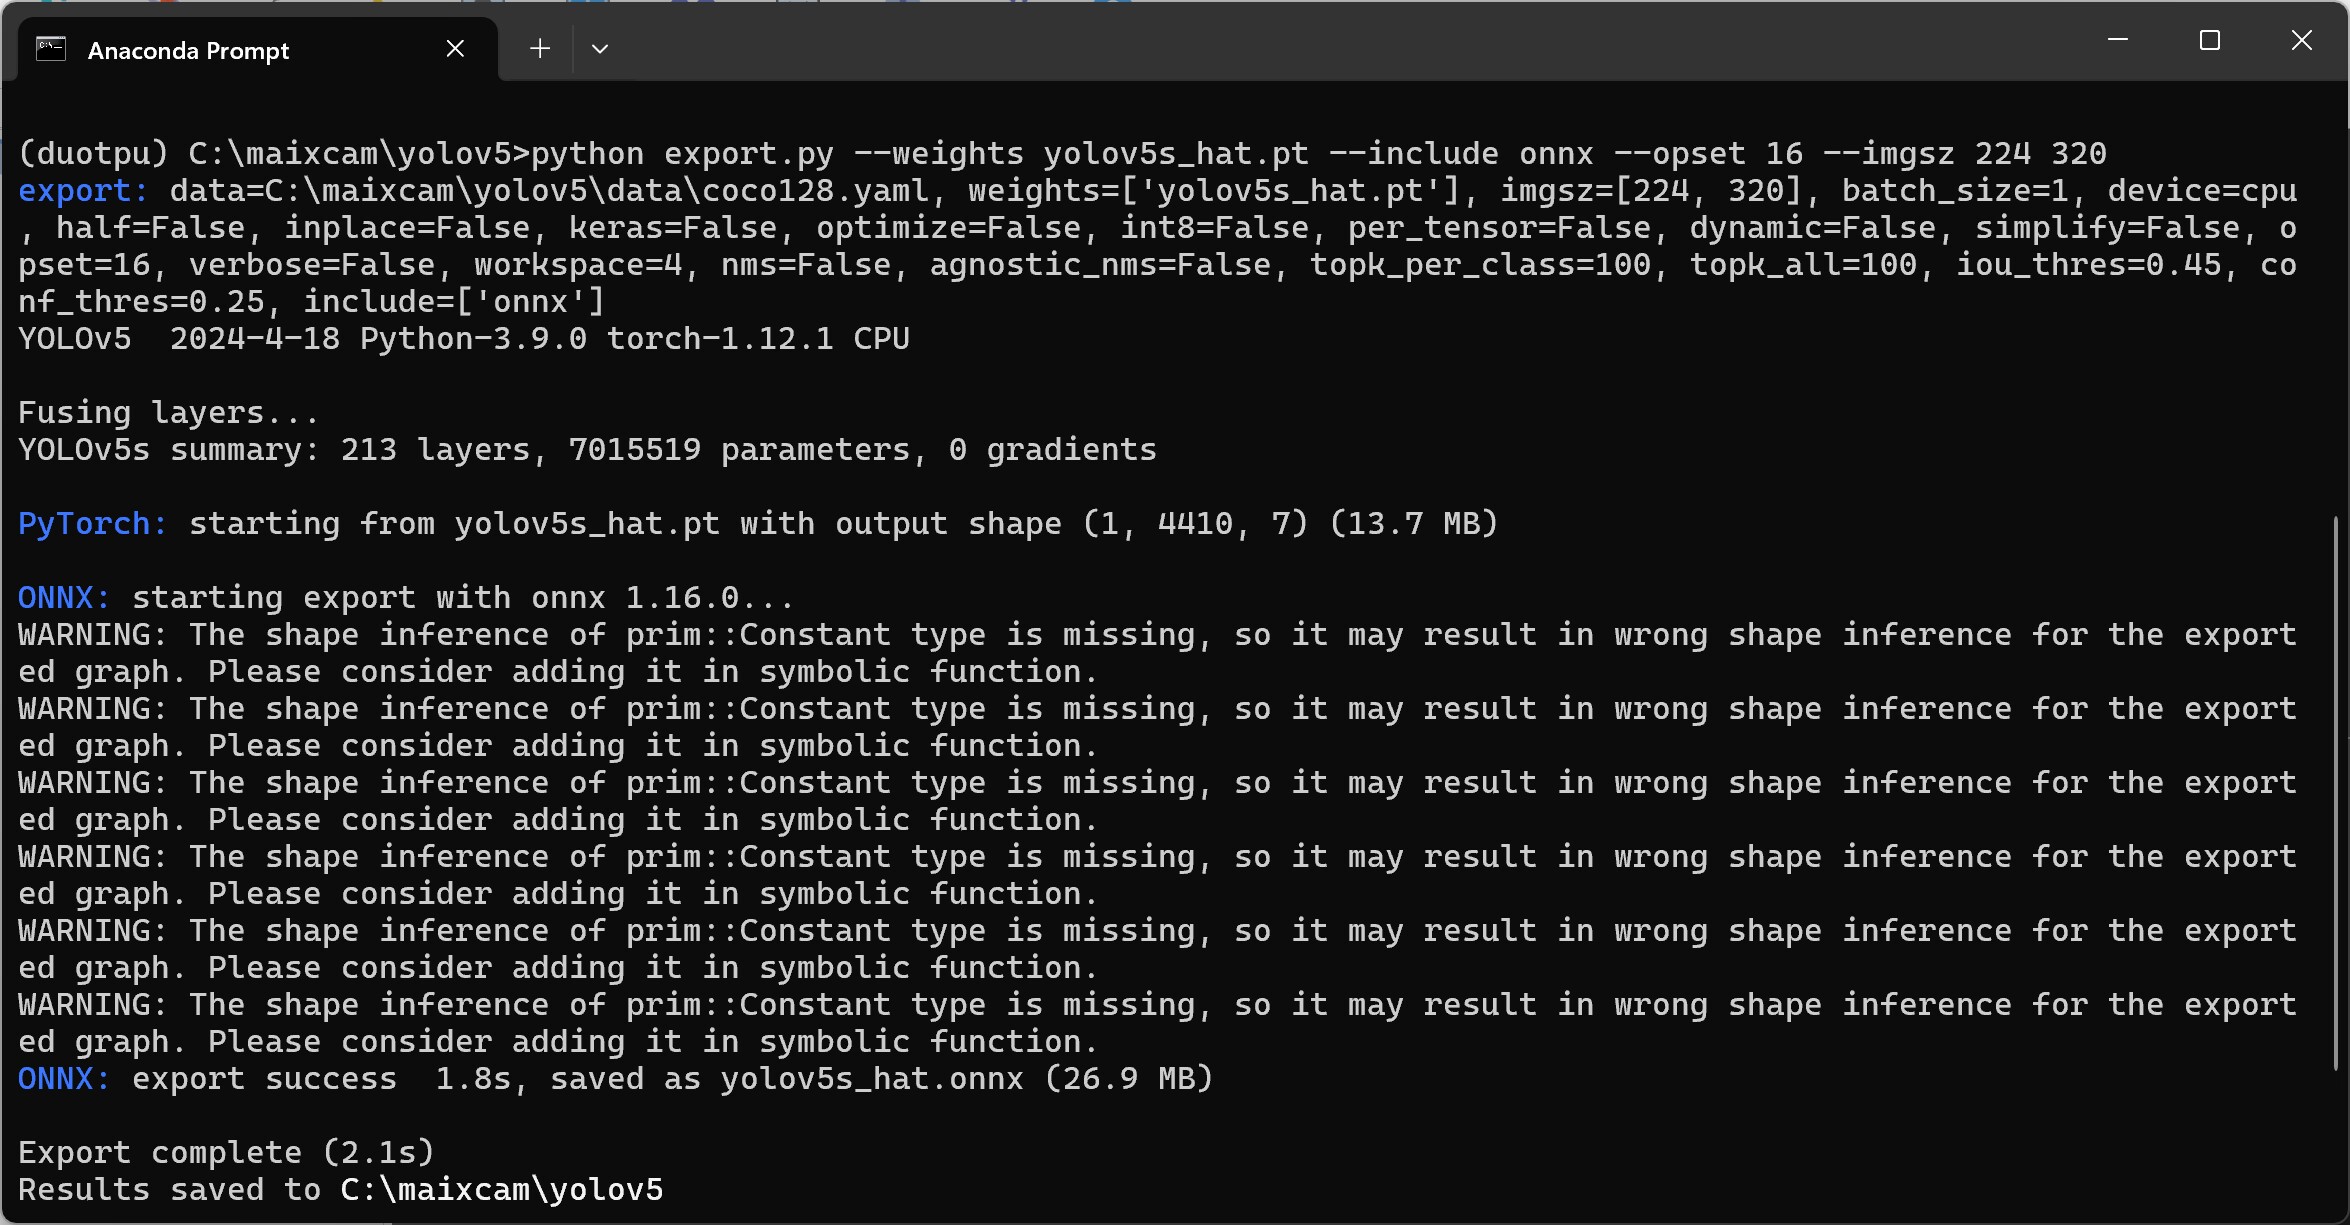 Anaconda Prompt
(duotpu) C:\maixcam\yolov5>python export.py --weights yolov5s_hat.pt --include onnx --opset 16 --imgsz 224 320
export: data=C:\maixcam\yolov5\data\coco128.yaml, weights=['yolov5s_hat.pt'], imgsz=[224, 320], batch_size=1, device=cpu
, half=False, inplace=False, keras=False, optimize=False, int8=False, per_tensor=False, dynamic=False, simplify=False, o
pset=16, verbose=False, workspace=4, nms=False, agnostic_nms=False, topk_per_class=100, topk_all=100, iou_thres=0.45, co
nf_thres=0.25, include=['onnx']
YOLOv5  2024-4-18 Python-3.9.0 torch-1.12.1 CPU
Fusing layers...
YOLOv5s summary: 213 layers, 7015519 parameters, 0 gradients
PyTorch: starting from yolov5s_hat.pt with output shape (1, 4410, 7) (13.7 MB)
ONNX: starting export with onnx 1.16.0...
WARNING: The shape inference of prim::Constant type is missing, so it may result in wrong shape inference for the export
ed graph. Please consider adding it in symbolic function.
WARNING: The shape inference of prim::Constant type is missing, so it may result in wrong shape inference for the export
ed graph. Please consider adding it in symbolic function.
WARNING: The shape inference of prim::Constant type is missing, so it may result in wrong shape inference for the export
ed graph. Please consider adding it in symbolic function.
WARNING: The shape inference of prim::Constant type is missing, so it may result in wrong shape inference for the export
ed graph. Please consider adding it in symbolic function.
WARNING: The shape inference of prim::Constant type is missing, so it may result in wrong shape inference for the export
ed graph. Please consider adding it in symbolic function.
WARNING: The shape inference of prim::Constant type is missing, so it may result in wrong shape inference for the export
ed graph. Please consider adding it in symbolic function.
ONNX: export success  1.8s, saved as yolov5s_hat.onnx (26.9 MB)
Export complete (2.1s)
Results saved to C:\maixcam\yolov5